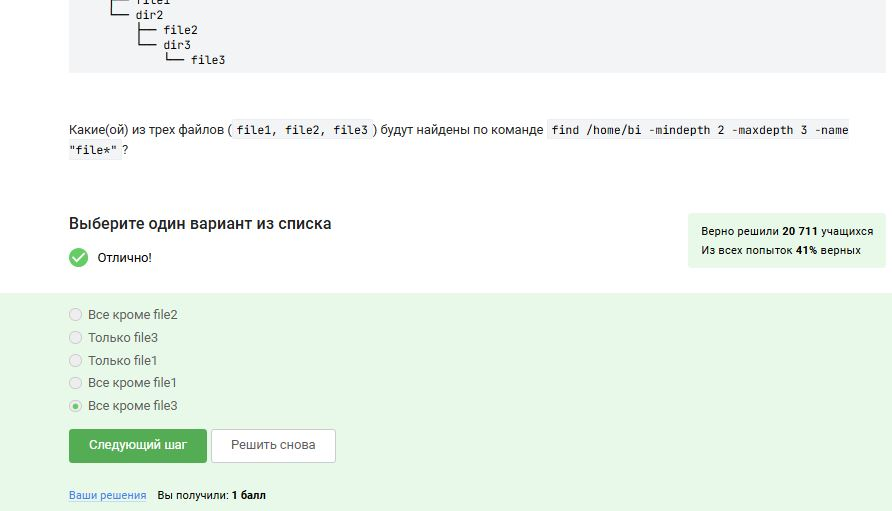 file1
dir2
file2
dir3
file3
Какие(ой) из трех файлов ( file1, file2, file3 ) будут найдены по команде find /home/bi -mindepth 2 -maxdepth 3 -name
"file*" ?
Выберите один вариант из списка
Отлично!
Верно решили 20 711 учащихся
Из всех попыток 41% верных
Все кроме file2
Только file3
Только file1
Все кроме file1
Все кроме file3
Следующий шаг
Решить снова
Ваши решения Вы получили: 1 балл